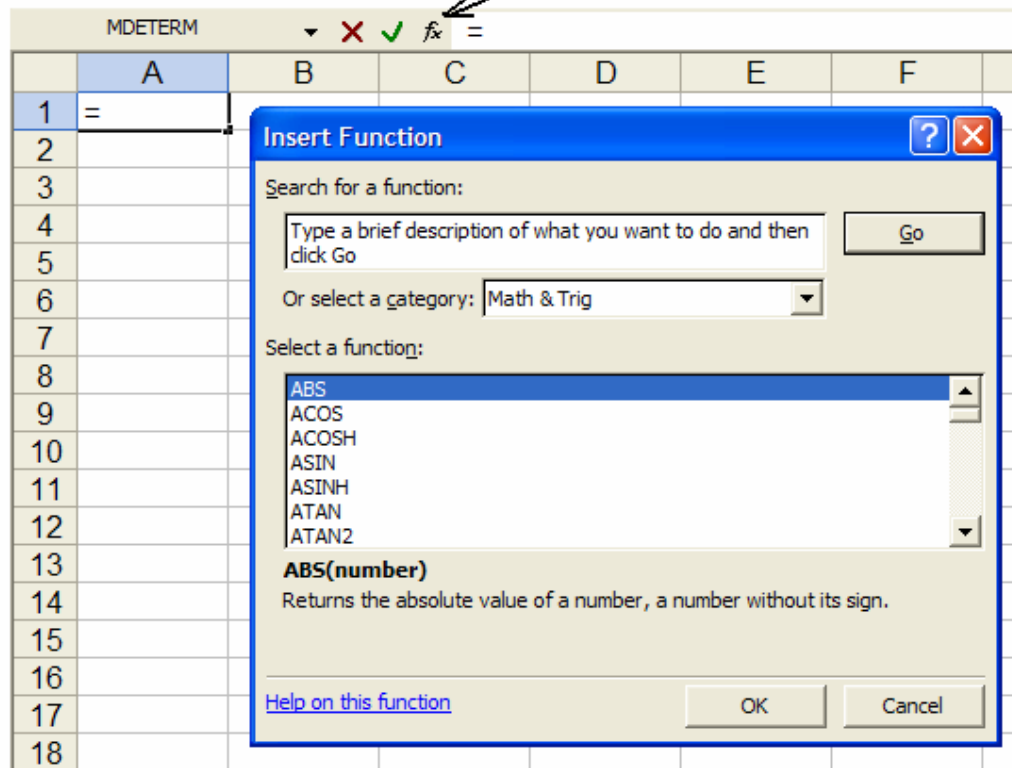 MDETERM fx =
A B C D E F
1 =
2
3
4
5
6
7
8
9
10
11
12
13
14
15
16
17
18
Insert Function ?
Search for a function:
Type a brief description of what you want to do and then
click Go
Go
Or select a category: Math & Trig
Select a function:
ABS
ACOS
ACOSH
ASIN
ASINH
ATAN
ATAN2
ABS(number)
Returns the absolute value of a number, a number without its sign.
Help on this function
OK Cancel